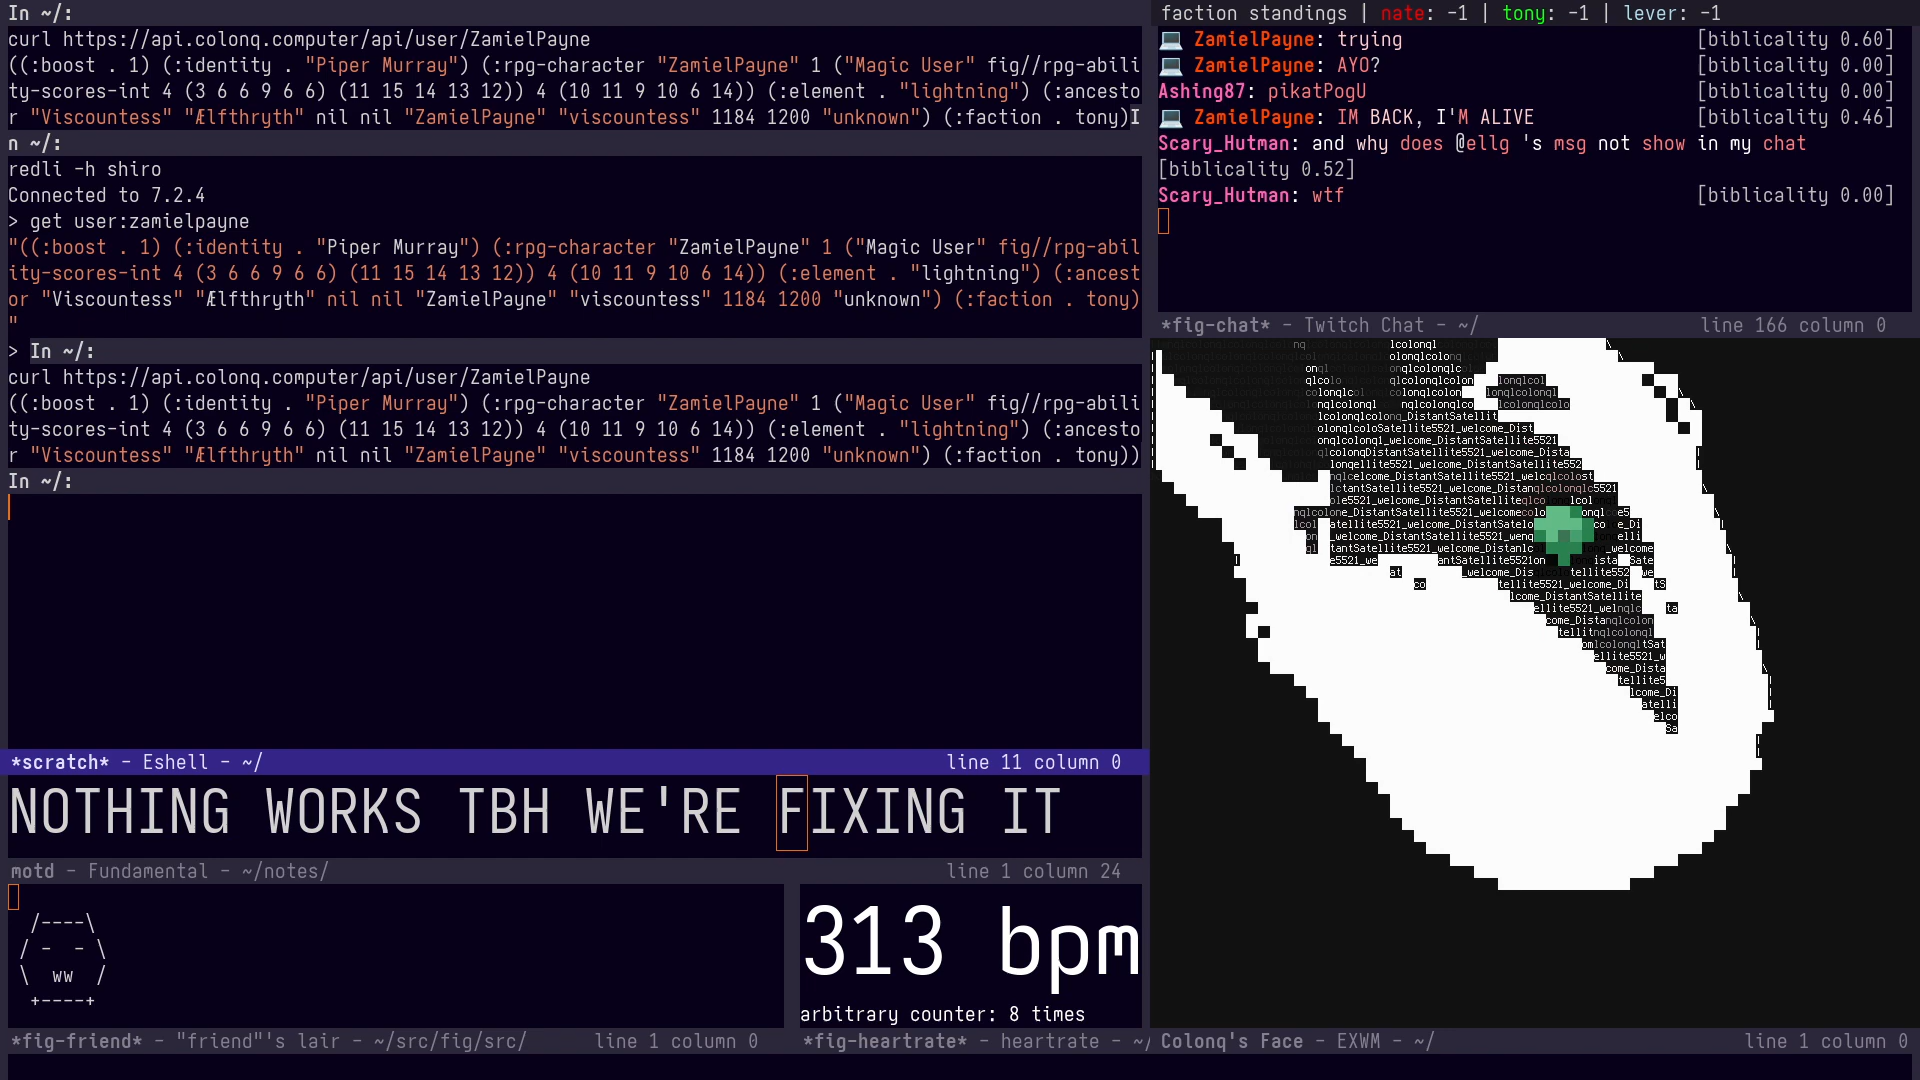 In ~/:
curl https://api.colonq.computer/api/user/ZamielPayne
((:boost . 1) (:identity . "Piper Murray") (:rpg-character "ZamielPayne" 1 ("Magic User" fig//rpg-abili
ty-scores-int 4 (3 6 6 9 6 6) (11 15 14 13 12)) 4 (10 11 9 10 6 14)) (:element . "lightning") (:ancesto
r "Viscountess" "Ælfthryth" nil nil "ZamielPayne" "viscountess" 1184 1200 "unknown") (:faction . tony)I
n ~/:
redli -h shiro
Connected to 7.2.4
> get user:zamielpayne
"((:boost . 1) (:identity . "Piper Murray") (:rpg-character "ZamielPayne" 1 ("Magic User" fig//rpg-abil
ity-scores-int 4 (3 6 6 9 6 6) (11 15 14 13 12)) 4 (10 11 9 10 6 14)) (:element . "lightning") (:ancest
or "Viscountess" "Ælfthryth" nil nil "ZamielPayne" "viscountess" 1184 1200 "unknown") (:faction . tony)
"
> In ~/:
curl https://api.colonq.computer/api/user/ZamielPayne
((:boost . 1) (:identity . "Piper Murray") (:rpg-character "ZamielPayne" 1 ("Magic User" fig//rpg-abili
ty-scores-int 4 (3 6 6 9 6 6) (11 15 14 13 12)) 4 (10 11 9 10 6 14)) (:element . "lightning") (:ancesto
r "Viscountess" "Ælfthryth" nil nil "ZamielPayne" "viscountess" 1184 1200 "unknown") (:faction . tony))
In ~/:
*scratch* - Eshell - ~/ line 11 column 0
NOTHING WORKS TBH WE'RE FIXING IT
motd - Fundamental - ~/notes/ line 1 column 24
/----\
/ -  - \
\  ww  /
+----+
*fig-friend* - "friend"'s lair - ~/src/fig/src/ line 1 column 0
313 bpm
arbitrary counter: 8 times
*fig-heartrate* - heartrate - ~/
faction standings | nate: -1 | tony: -1 | lever: -1
ZamielPayne: trying [biblicality 0.60]
ZamielPayne: AYO? [biblicality 0.00]
Ashing87: pikatPogU [biblicality 0.00]
ZamielPayne: IM BACK, I'M ALIVE [biblicality 0.46]
Scary_Hutman: and why does @ellg 's msg not show in my chat
[biblicality 0.52]
Scary_Hutman: wtf [biblicality 0.00]
*fig-chat* - Twitch Chat - ~/ line 166 column 0
Colonq's Face - EXWM - ~/ line 1 column 0